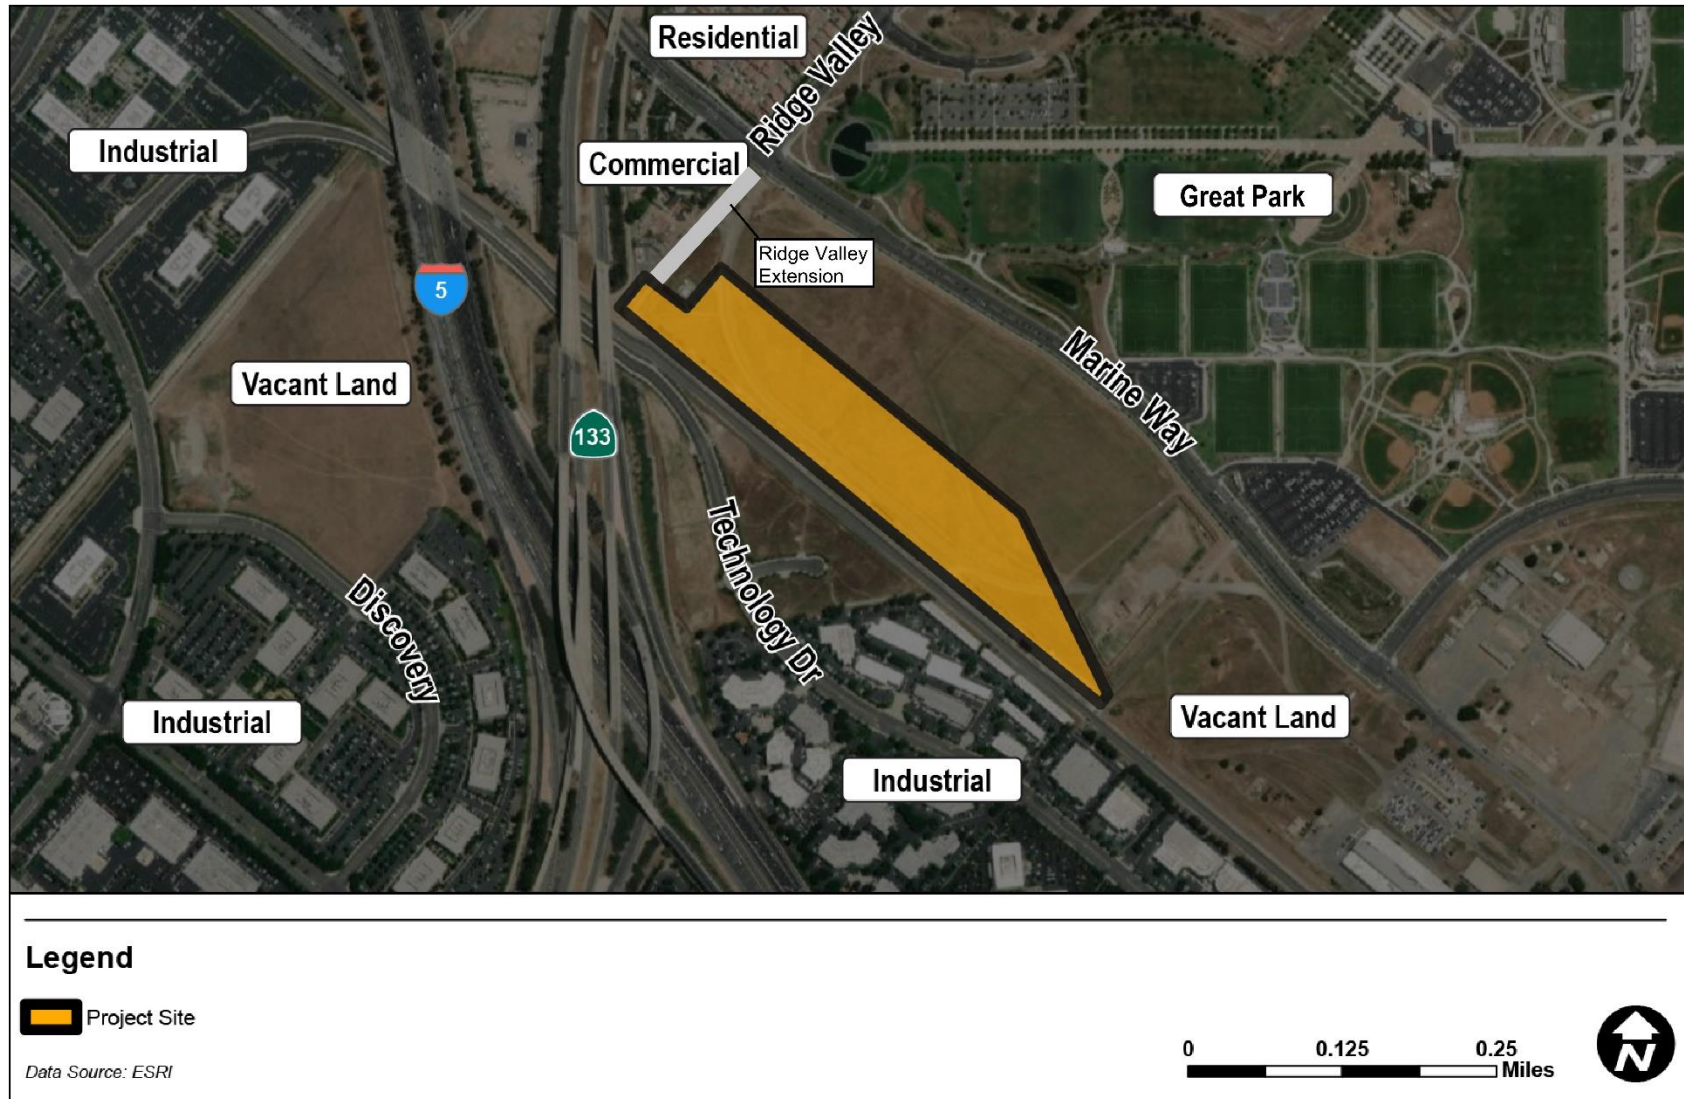 Residential
Ridge Valley
Industrial
Commercial
Great Park
Ridge Valley
Extension
5
Marine Way
Vacant Land
133
Technology Dr
Discovery
Industrial
Vacant Land
Industrial
Legend
Project Site
Data Source: ESRI
0 0.125 0.25
Miles
N